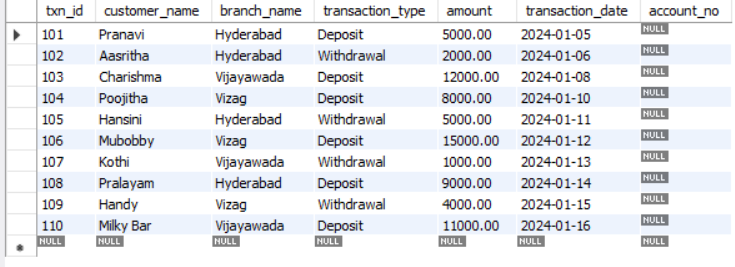 txn_id customer_name branch_name transaction_type amount transaction_date account_no
101 Pranavi Hyderabad Deposit 5000.00 2024-01-05 NULL
102 Aasritha Hyderabad Withdrawal 2000.00 2024-01-06 NULL
103 Charishma Vijayawada Deposit 12000.00 2024-01-08 NULL
104 Poojitha Vizag Deposit 8000.00 2024-01-10 NULL
105 Hansini Hyderabad Withdrawal 5000.00 2024-01-11 NULL
106 Mubobby Vizag Deposit 15000.00 2024-01-12 NULL
107 Kothi Vijayawada Withdrawal 1000.00 2024-01-13 NULL
108 Pralayam Hyderabad Deposit 9000.00 2024-01-14 NULL
109 Handy Vizag Withdrawal 4000.00 2024-01-15 NULL
110 Milky Bar Vijayawada Deposit 11000.00 2024-01-16 NULL
NULL NULL NULL NULL NULL NULL NULL